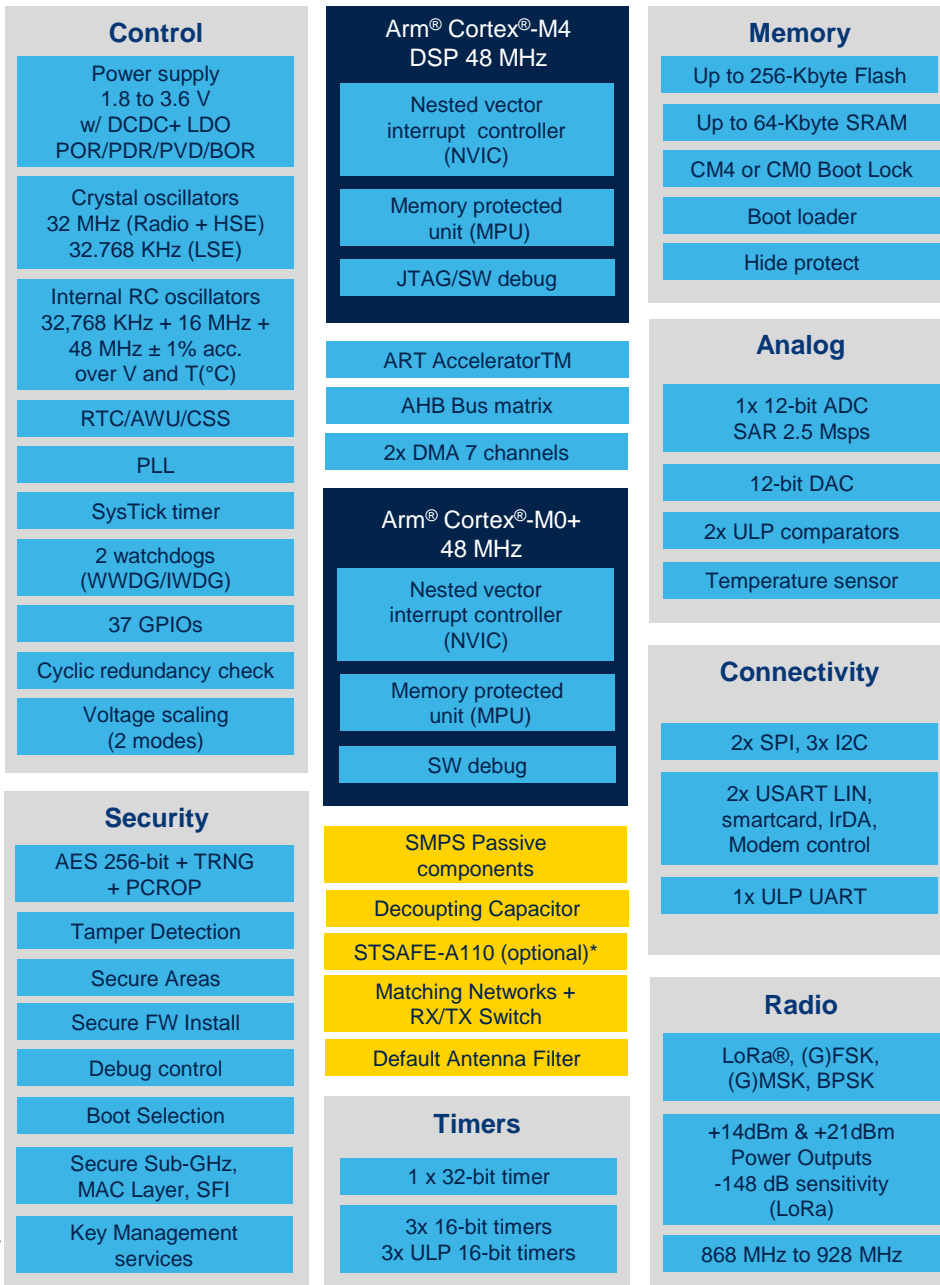 Control
Power supply
1.8 to 3.6 V
w/ DCDC+ LDO
POR/PDR/PVD/BOR
Crystal oscillators
32 MHz (Radio + HSE)
32.768 KHz (LSE)
Internal RC oscillators
32,768 KHz + 16 MHz +
48 MHz ± 1% acc.
over V and T(°C)
RTC/AWU/CSS
PLL
SysTick timer
2 watchdogs
(WWDG/IWDG)
37 GPIOs
Cyclic redundancy check
Voltage scaling
(2 modes)
Security
AES 256-bit + TRNG
+ PCROP
Tamper Detection
Secure Areas
Secure FW Install
Debug control
Boot Selection
Secure Sub-GHz,
MAC Layer, SFI
Key Management
services
Arm® Cortex®-M4
DSP 48 MHz
Nested vector
interrupt controller
(NVIC)
Memory protected
unit (MPU)
JTAG/SW debug
ART AcceleratorTM
AHB Bus matrix
2x DMA 7 channels
Arm® Cortex®-M0+
48 MHz
Nested vector
interrupt controller
(NVIC)
Memory protected
unit (MPU)
SW debug
SMPS Passive
components
Decoupting Capacitor
STSAFE-A110 (optional)*
Matching Networks +
RX/TX Switch
Default Antenna Filter
Timers
1 x 32-bit timer
3x 16-bit timers
3x ULP 16-bit timers
Memory
Up to 256-Kbyte Flash
Up to 64-Kbyte SRAM
CM4 or CM0 Boot Lock
Boot loader
Hide protect
Analog
1x 12-bit ADC
SAR 2.5 Msps
12-bit DAC
2x ULP comparators
Temperature sensor
Connectivity
2x SPI, 3x I2C
2x USART LIN,
smartcard, IrDA,
Modem control
1x ULP UART
Radio
LoRa®, (G)FSK,
(G)MSK, BPSK
+14dBm & +21dBm
Power Outputs
-148 dB sensitivity
(LoRa)
868 MHz to 928 MHz